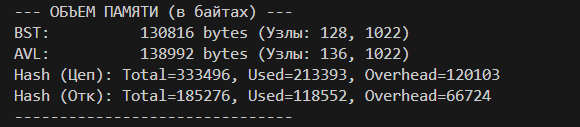 --- ОБЪЕМ ПАМЯТИ (в байтах) ---
BST:          130816 bytes (Узлы: 128, 1022)
AVL:          138992 bytes (Узлы: 136, 1022)
Hash (Цеп): Total=333496, Used=213393, Overhead=120103
Hash (Отк): Total=185276, Used=118552, Overhead=66724
-------------------------------